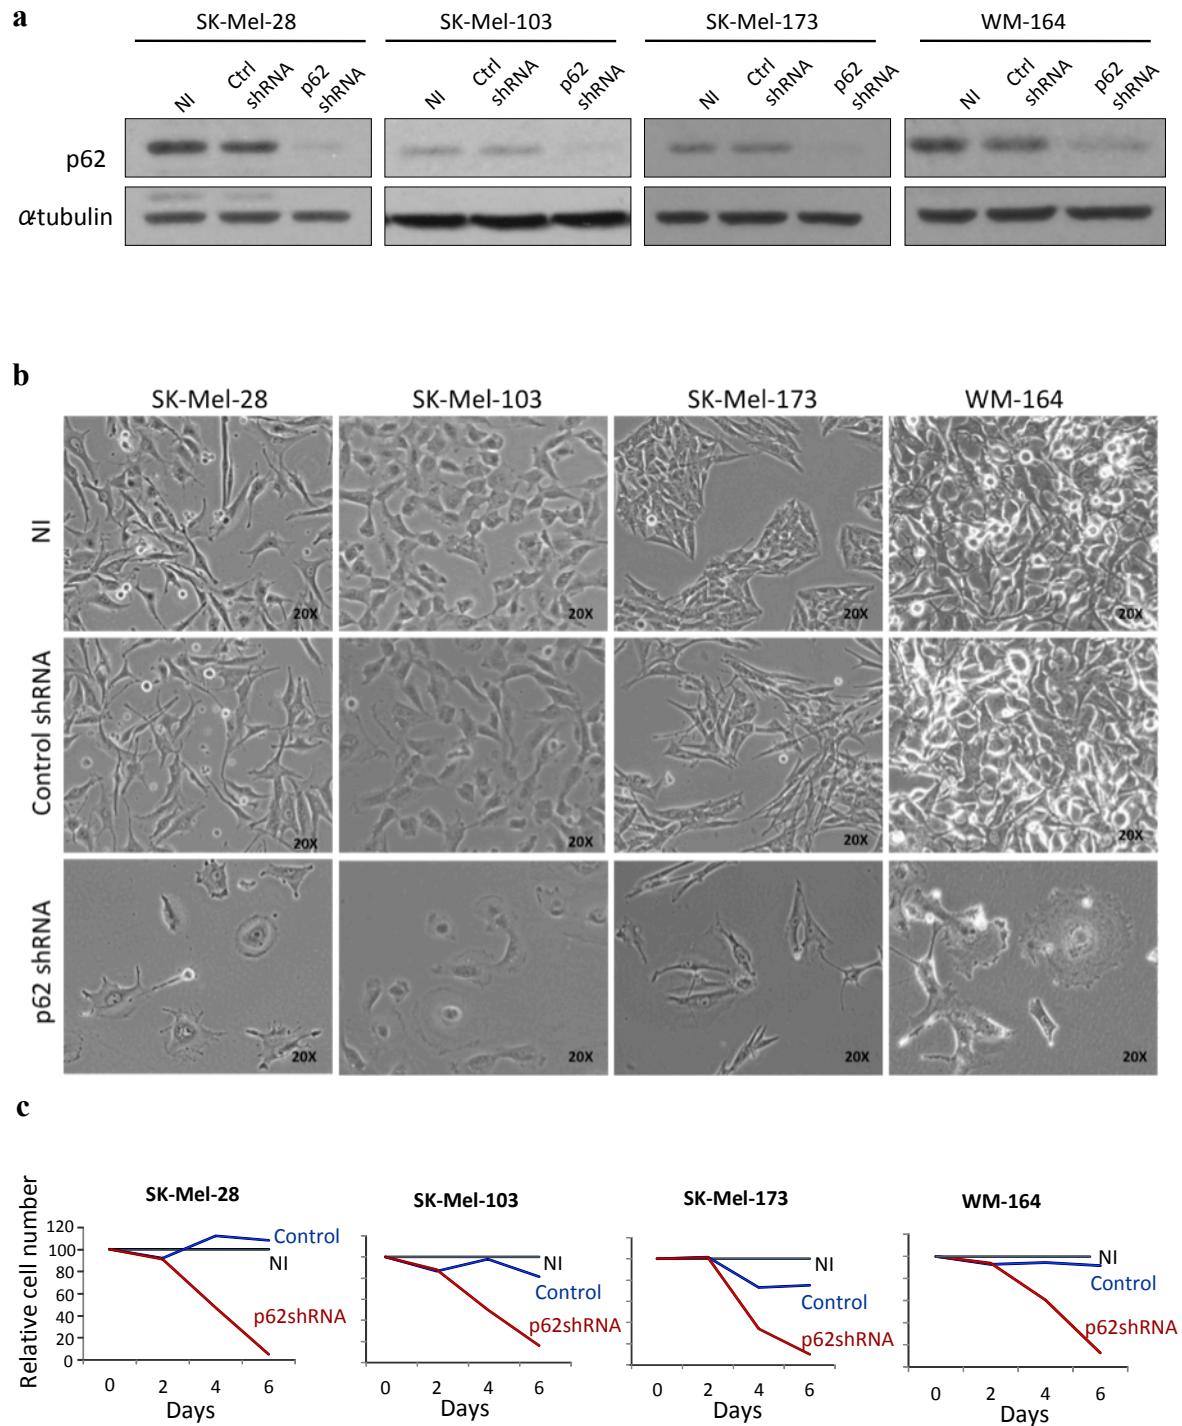 a
SK-Mel-28 SK-Mel-103 SK-Mel-173 WM-164
NI Ctrl shRNA p62 shRNA NI Ctrl shRNA p62 shRNA NI Ctrl shRNA p62 shRNA NI Ctrl shRNA p62 shRNA
p62
α-tubulin
b
SK-Mel-28 SK-Mel-103 SK-Mel-173 WM-164
NI
20X 20X 20X 20X
Control shRNA
20X 20X 20X 20X
p62 shRNA
20X 20X 20X 20X
c
SK-Mel-28 SK-Mel-103 SK-Mel-173 WM-164
Relative cell number
120
100
80
60
40
20
0
Control
NI
p62shRNA
0 2 4 6
Days
NI
Control
p62shRNA
0 2 4 6
Days
NI
Control
p62shRNA
0 2 4 6
Days
NI
Control
p62shRNA
0 2 4 6
Days